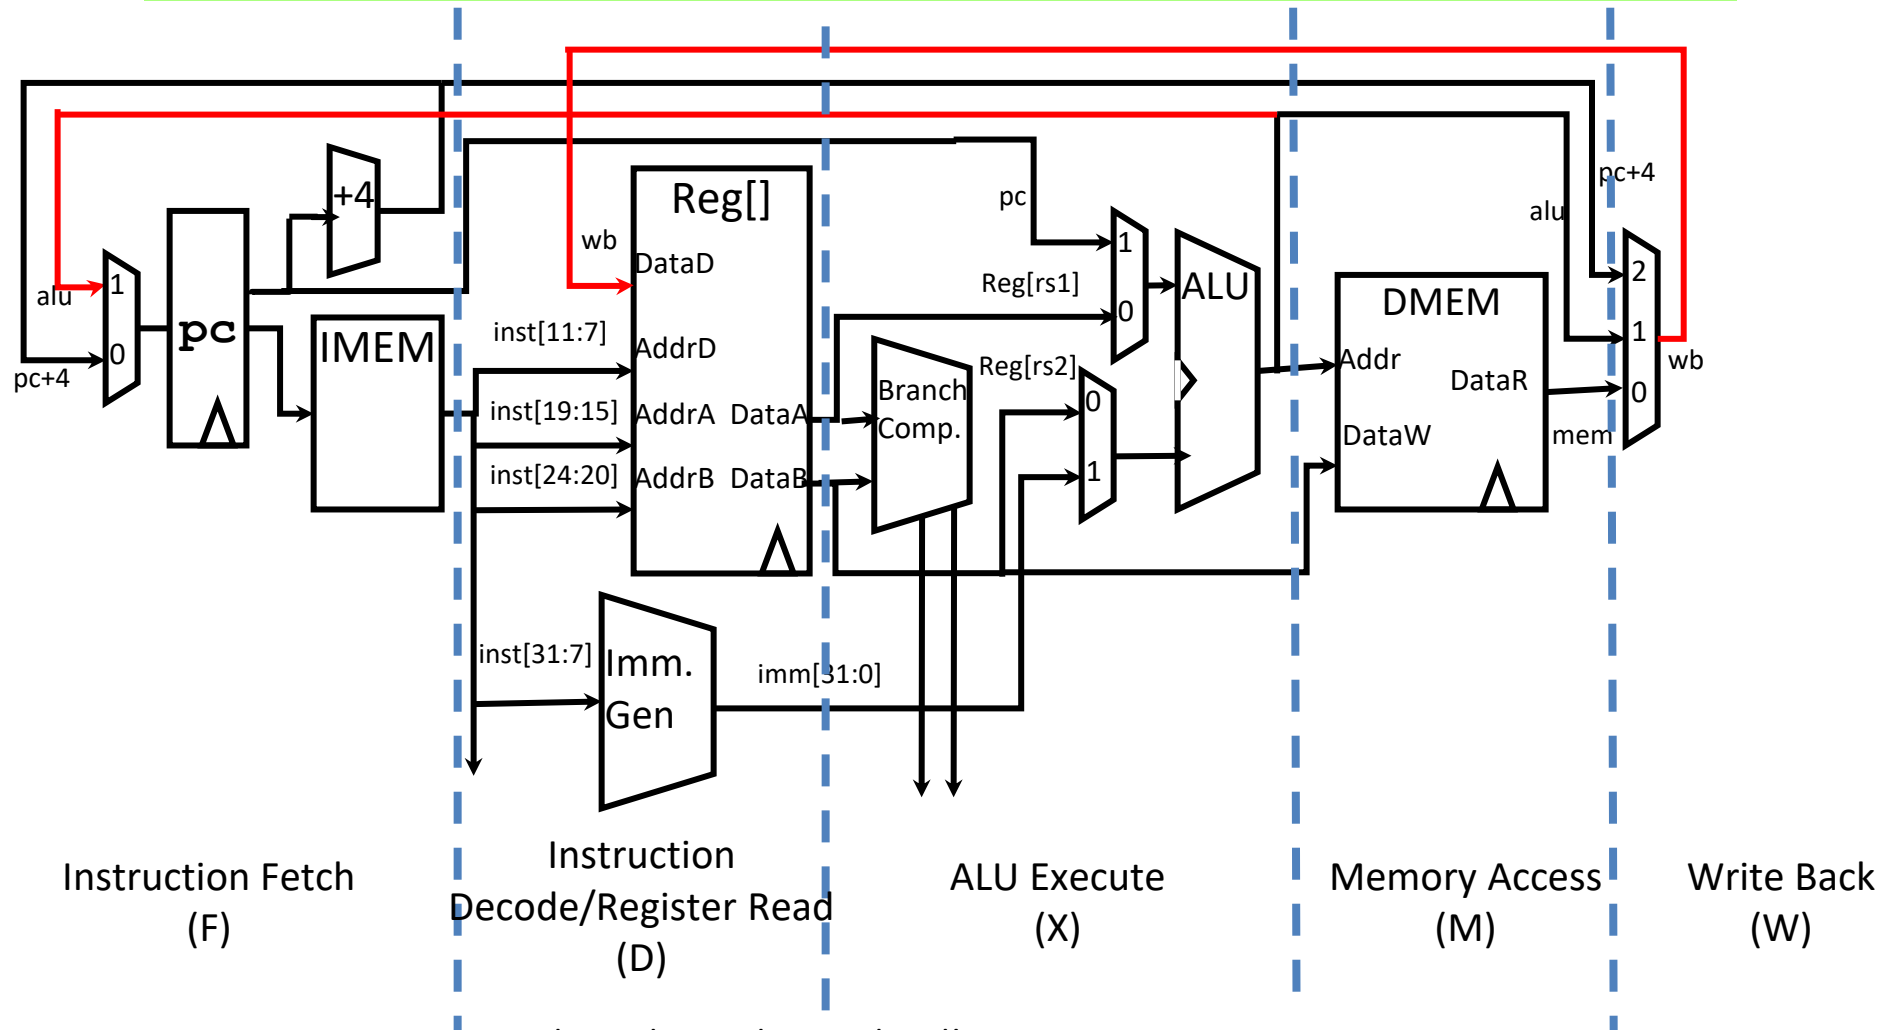 pc+4
alu
+4
wb
Reg[]
DataD
pc
alu
1
0
pc
IMEM
inst[11:7]
AddrD
inst[19:15]
AddrA DataA
inst[24:20]
AddrB DataB
Reg[rs1]
1
0
ALU
Branch
Comp.
Reg[rs2]
0
1
DMEM
Addr
DataR
DataW
mem
2
1
0
wb
pc+4
inst[31:7]
Imm.
Gen
imm[31:0]
Instruction Fetch
(F)
Instruction
Decode/Register Read
(D)
ALU Execute
(X)
Memory Access
(M)
Write Back
(W)